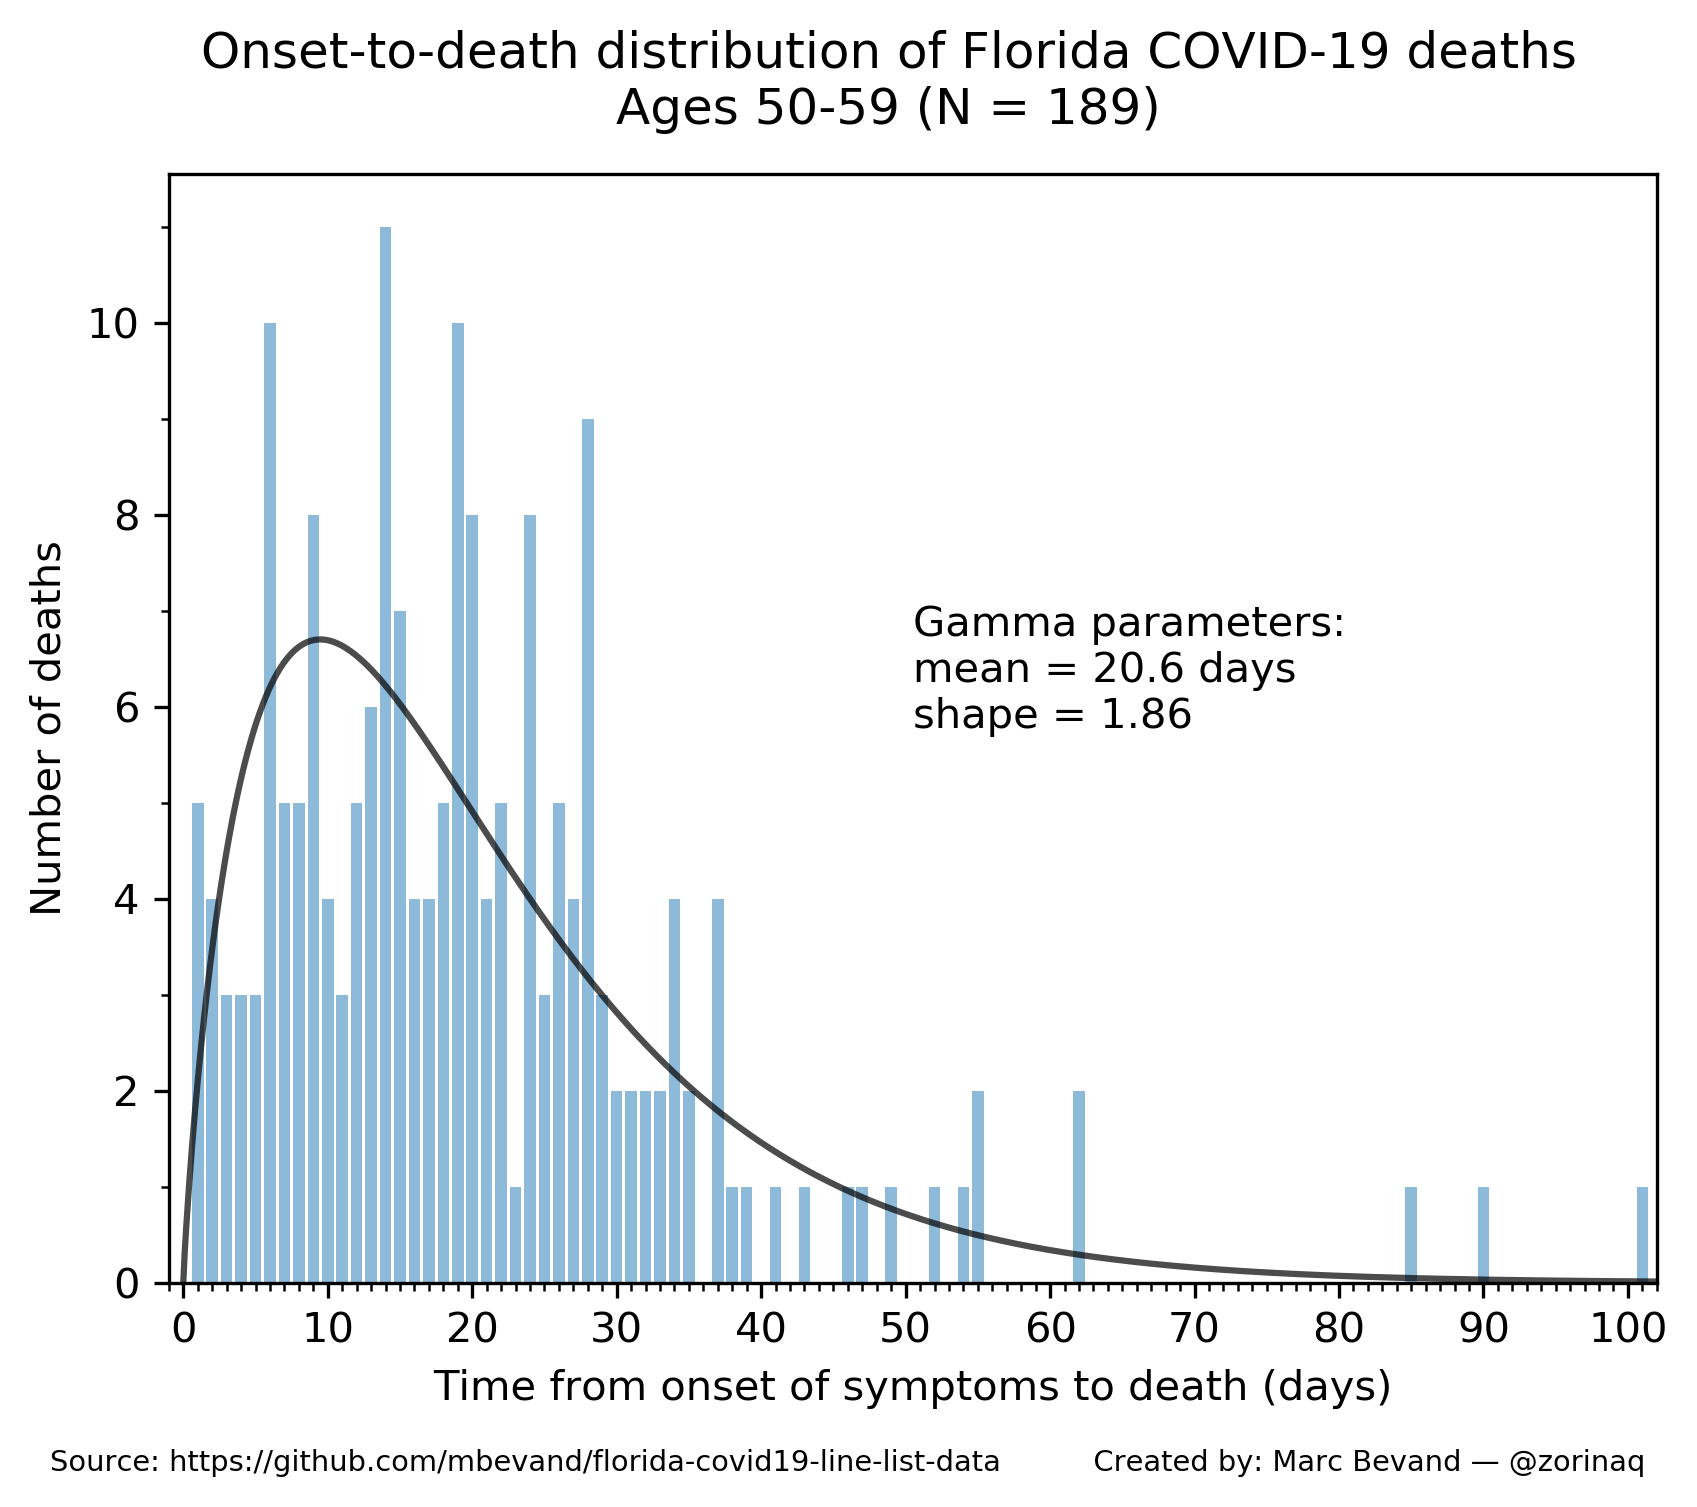 Onset-to-death distribution of Florida COVID-19 deaths
Ages 50-59 (N = 189)
Number of deaths
10
8
6
4
2
0
Gamma parameters:
mean = 20.6 days
shape = 1.86
0 10 20 30 40 50 60 70 80 90 100
Time from onset of symptoms to death (days)
Source: https://github.com/mbevand/florida-covid19-line-list-data Created by: Marc Bevand — @zorinaq